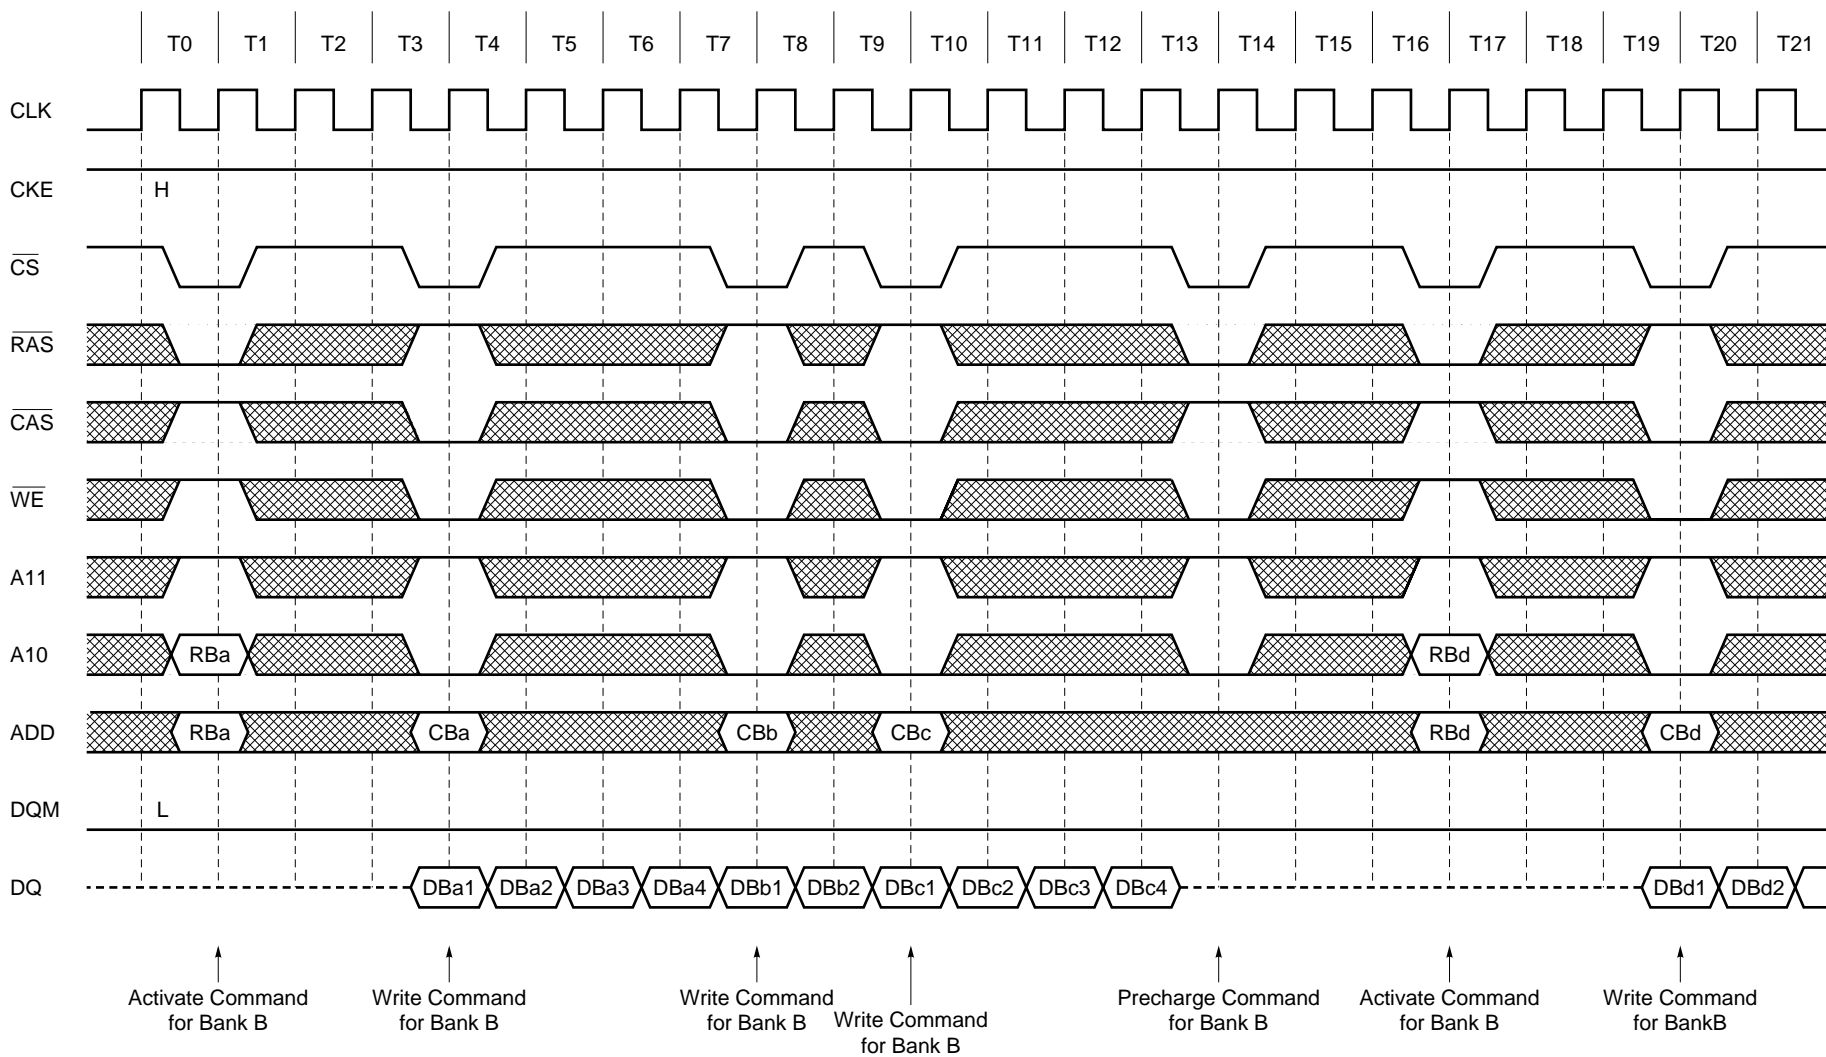 T0 T1 T2 T3 T4 T5 T6 T7 T8 T9 T10 T11 T12 T13 T14 T15 T16 T17 T18 T19 T20 T21
CLK
CKE H
CS
RAS
CAS
WE
A11
A10 RBa RBd
ADD RBa CBa CBb CBc RBd CBd
DQM L
DQ DBa1 DBa2 DBa3 DBa4 DBb1 DBb2 DBc1 DBc2 DBc3 DBc4 DBd1 DBd2
Activate Command
for Bank B
Write Command
for Bank B
Write Command
for Bank B
Write Command
for Bank B
Precharge Command
for Bank B
Activate Command
for Bank B
Write Command
for BankB